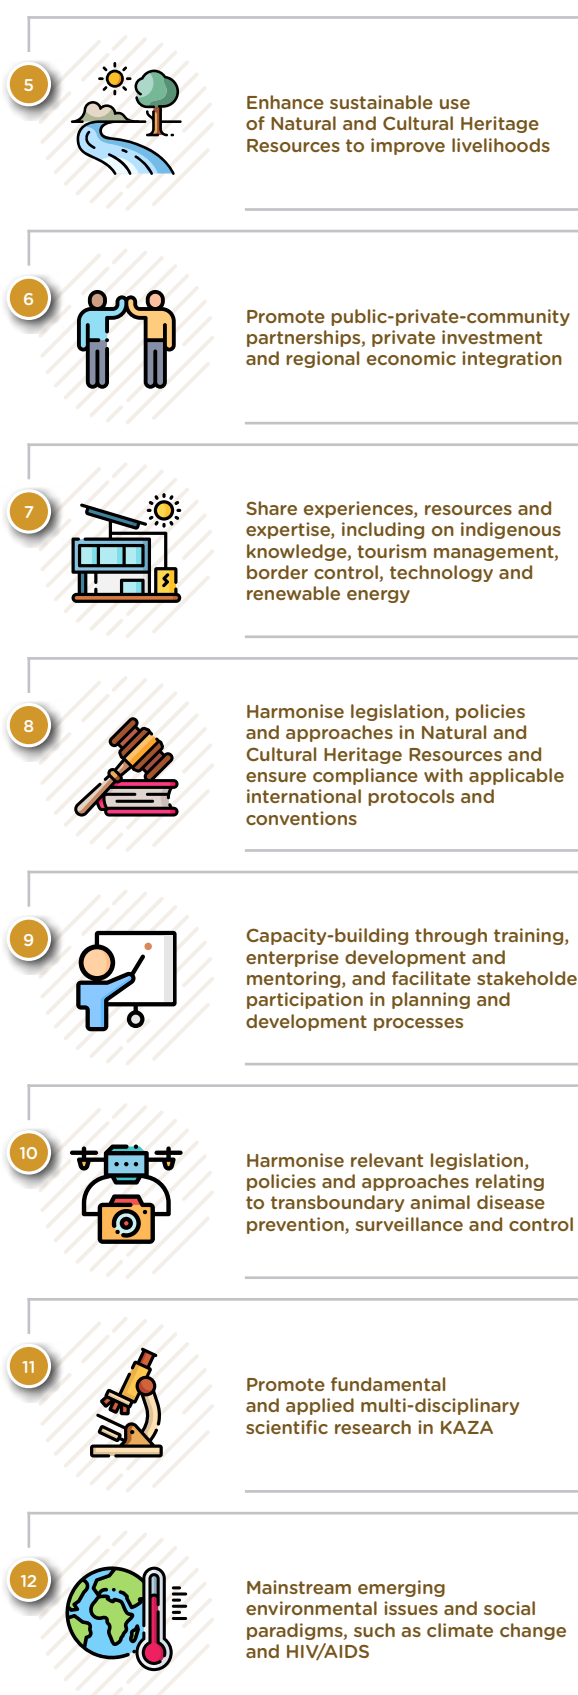 5
Enhance sustainable use
of Natural and Cultural Heritage
Resources to improve livelihoods
6
Promote public-private-community
partnerships, private investment
and regional economic integration
7
Share experiences, resources and
expertise, including on indigenous
knowledge, tourism management,
border control, technology and
renewable energy
8
Harmonise legislation, policies
and approaches in Natural and
Cultural Heritage Resources and
ensure compliance with applicable
international protocols and
conventions
9
Capacity-building through training,
enterprise development and
mentoring, and facilitate stakeholde
participation in planning and
development processes
10
Harmonise relevant legislation,
policies and approaches relating
to transboundary animal disease
prevention, surveillance and control
11
Promote fundamental
and applied multi-disciplinary
scientific research in KAZA
12
Mainstream emerging
environmental issues and social
paradigms, such as climate change
and HIV/AIDS